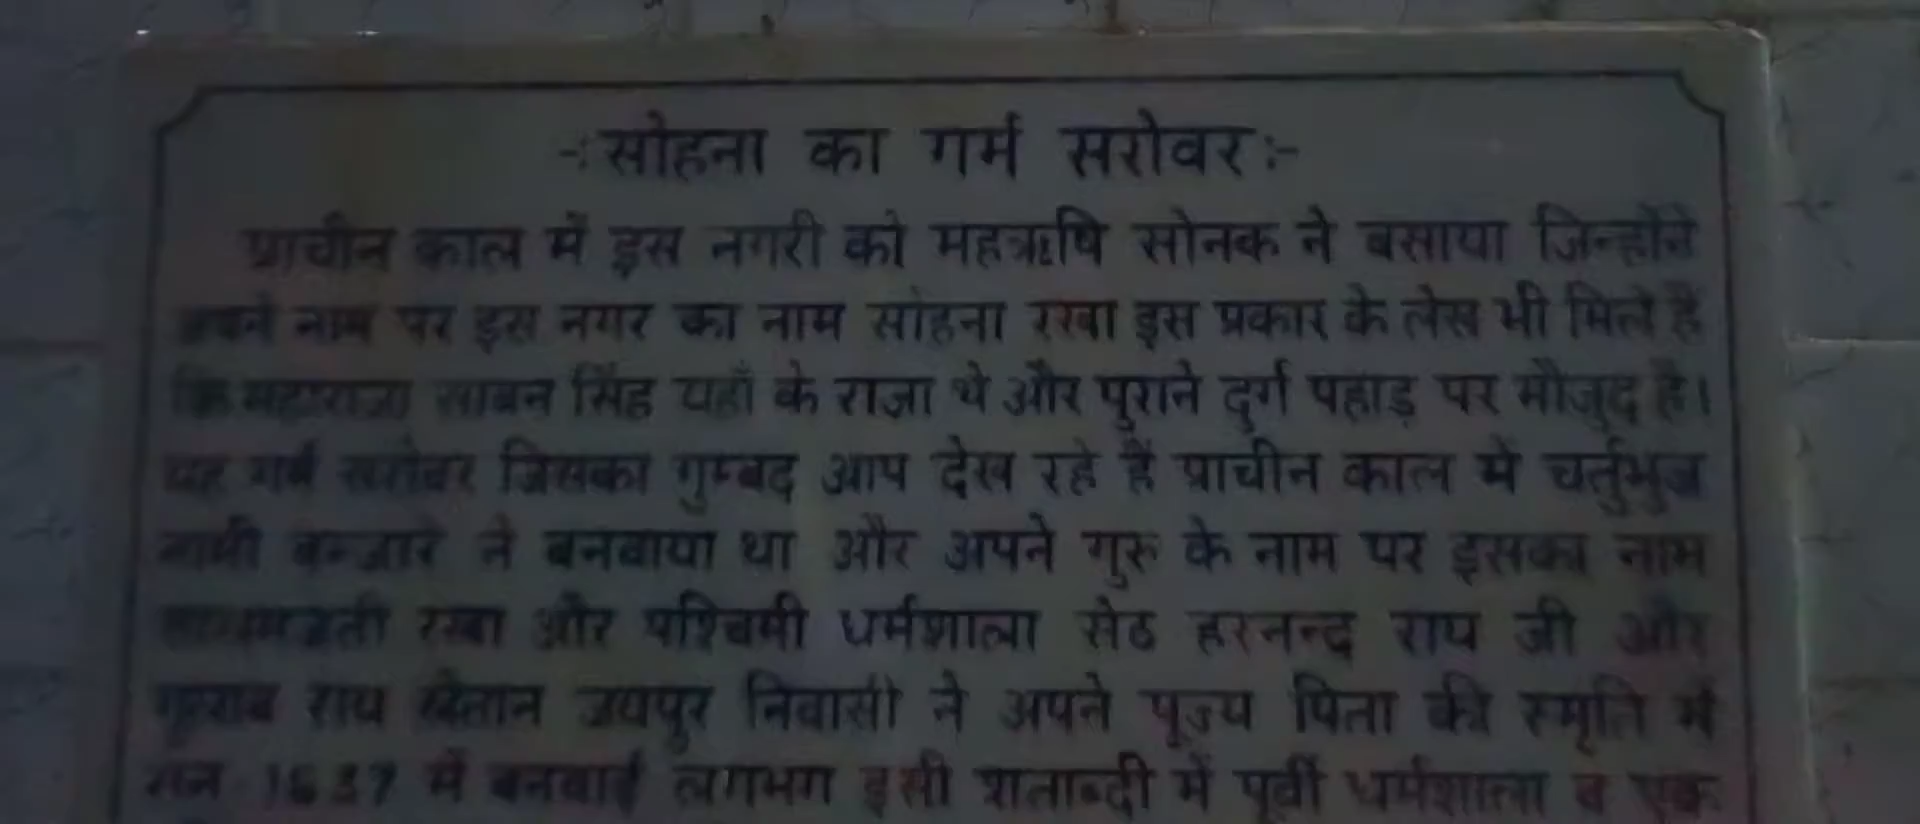 -:सोहना का गर्म सरोवर:-
प्राचीन काल में इस नगरी को महऋषि सोनक ने बसाया जिन्होंने
अपने नाम पर इस नगर का नाम सोहना रखा इस प्रकार के लेख भी मिले हैं
कि महाराजा सावन सिंह यहाँ के राजा थे और पुराने दुर्ग पहाड़ पर मौजुद है।
यह गर्म सरोवर जिसका गुम्बद आप देख रहे हैं प्राचीन काल में चर्तुभुज
नामी बन्जारे ने बनवाया था और अपने गुरु के नाम पर इसका नाम
रखा और पश्चिमी धर्मशाला सेठ हरनन्द राय जी और
राय खेतान जयपुर निवासी ने अपने पूज्य पिता की स्मृति में
सन में बनवाई लगभग इसी शताब्दी में पूर्वी धर्मशाला व एक